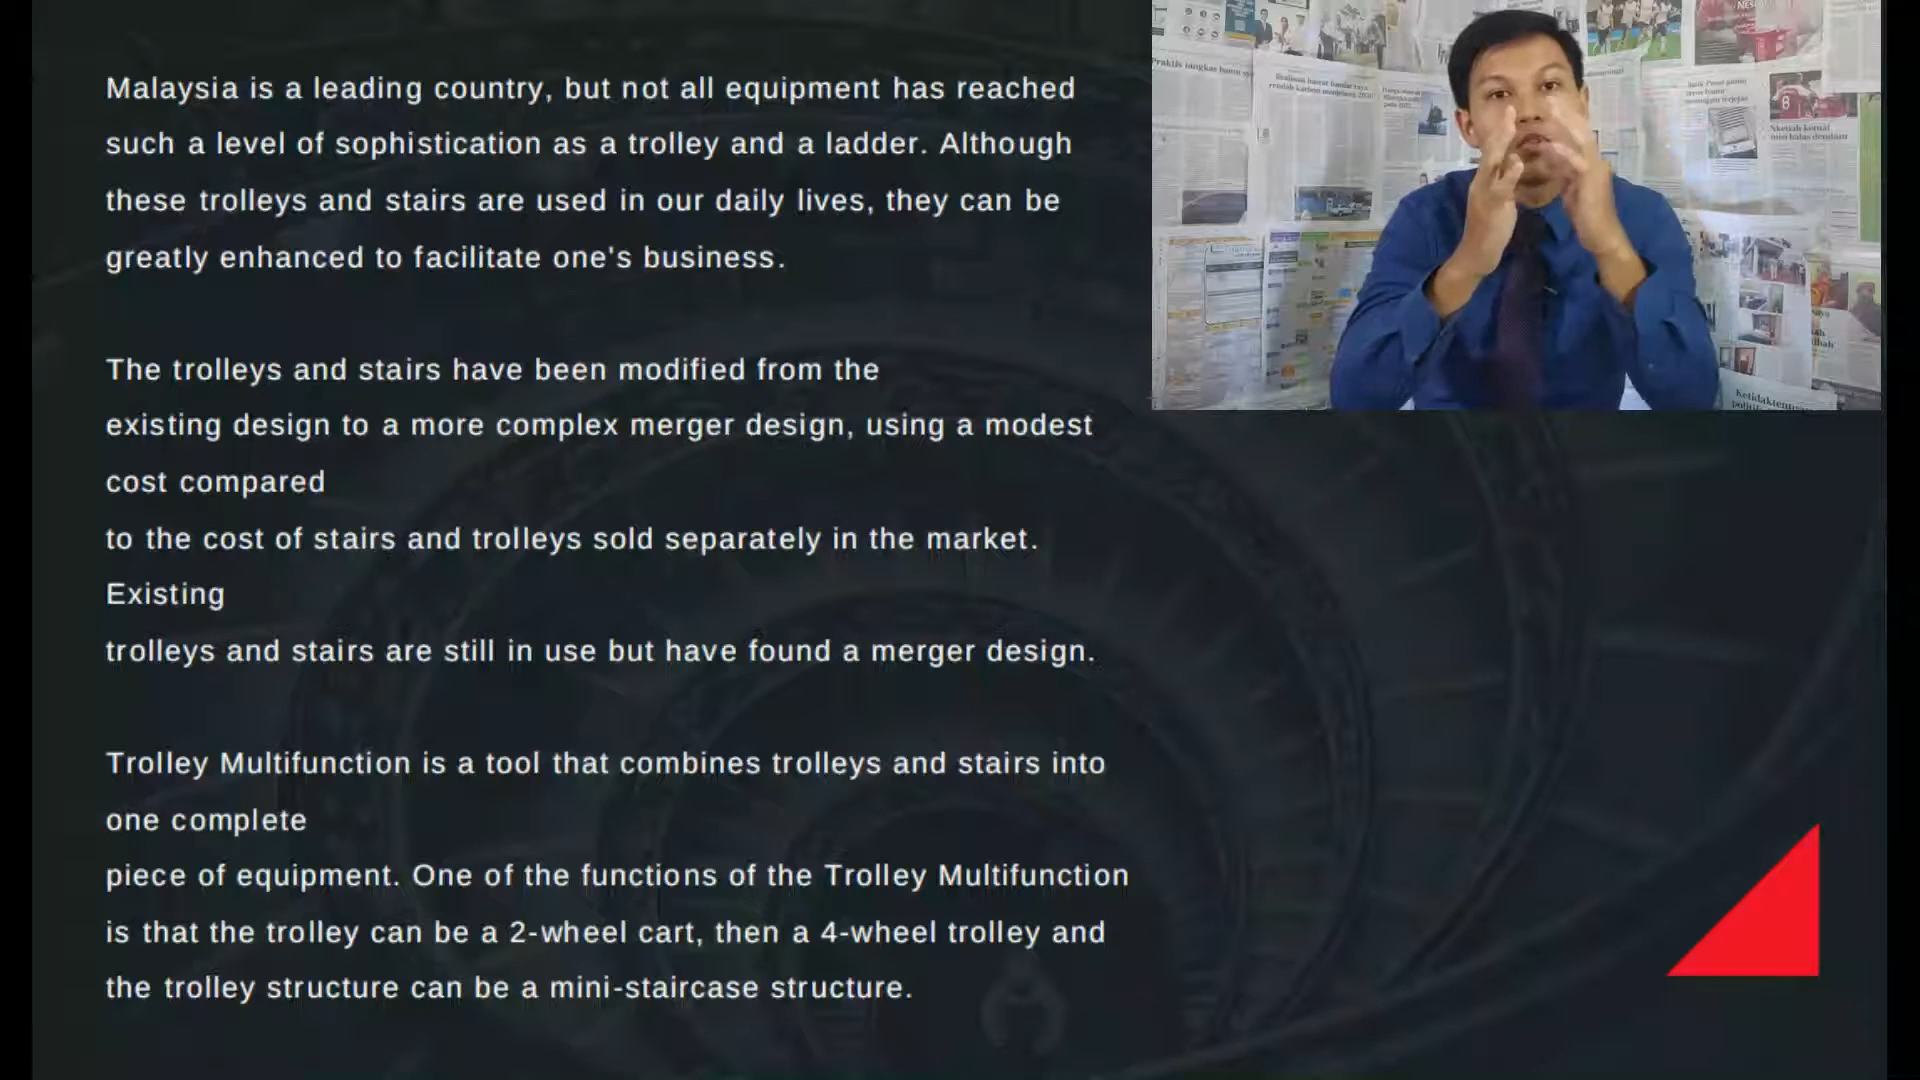 Malaysia is a leading country, but not all equipment has reached
such a level of sophistication as a trolley and a ladder. Although
these trolleys and stairs are used in our daily lives, they can be
greatly enhanced to facilitate one's business.
The trolleys and stairs have been modified from the
existing design to a more complex merger design, using a modest
cost compared
to the cost of stairs and trolleys sold separately in the market.
Existing
trolleys and stairs are still in use but have found a merger design.
Trolley Multifunction is a tool that combines trolleys and stairs into
one complete
piece of equipment. One of the functions of the Trolley Multifunction
is that the trolley can be a 2-wheel cart, then a 4-wheel trolley and
the trolley structure can be a mini-staircase structure.